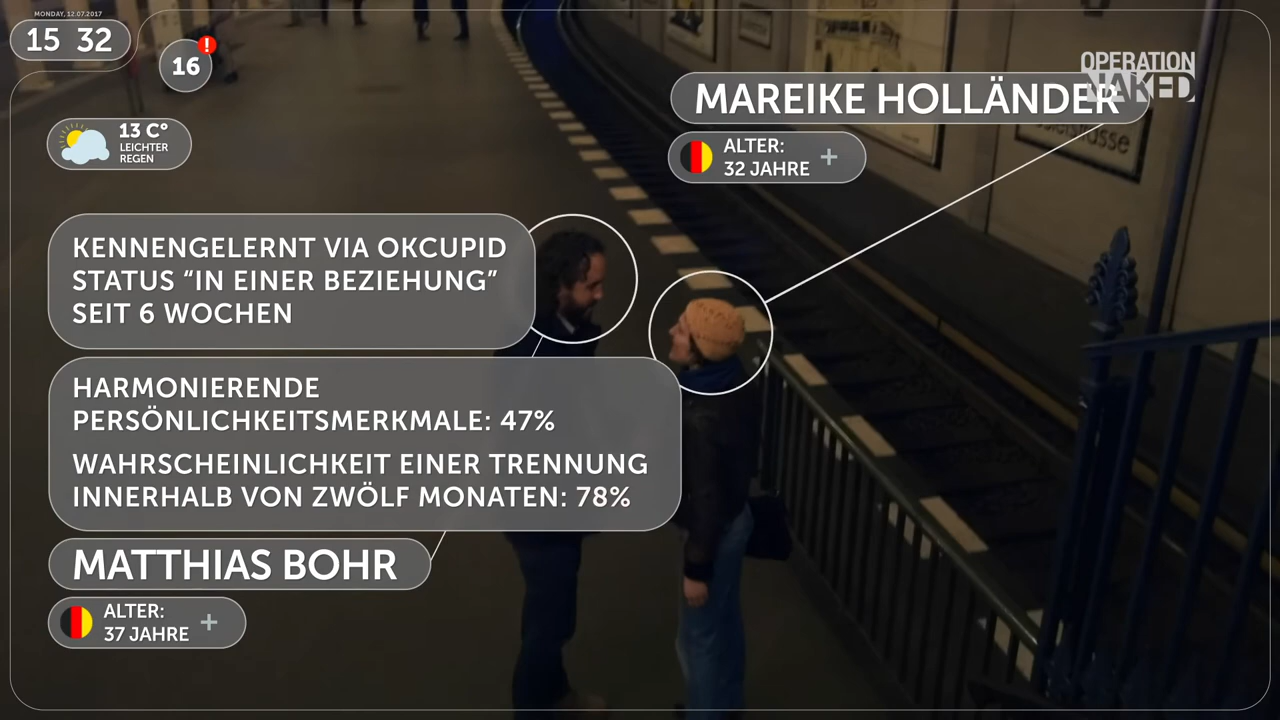 MONDAY, 12.07.2017
15 32
16
!
13 C°
LEICHTER
REGEN
OPERATION
NAKED
MAREIKE HOLLÄNDER
ALTER:
32 JAHRE +
KENNENGELERNT VIA OKCUPID
STATUS “IN EINER BEZIEHUNG”
SEIT 6 WOCHEN
HARMONIERENDE
PERSÖNLICHKEITSMERKMALE: 47%
WAHRSCHEINLICHKEIT EINER TRENNUNG
INNERHALB VON ZWÖLF MONATEN: 78%
MATTHIAS BOHR
ALTER:
37 JAHRE +